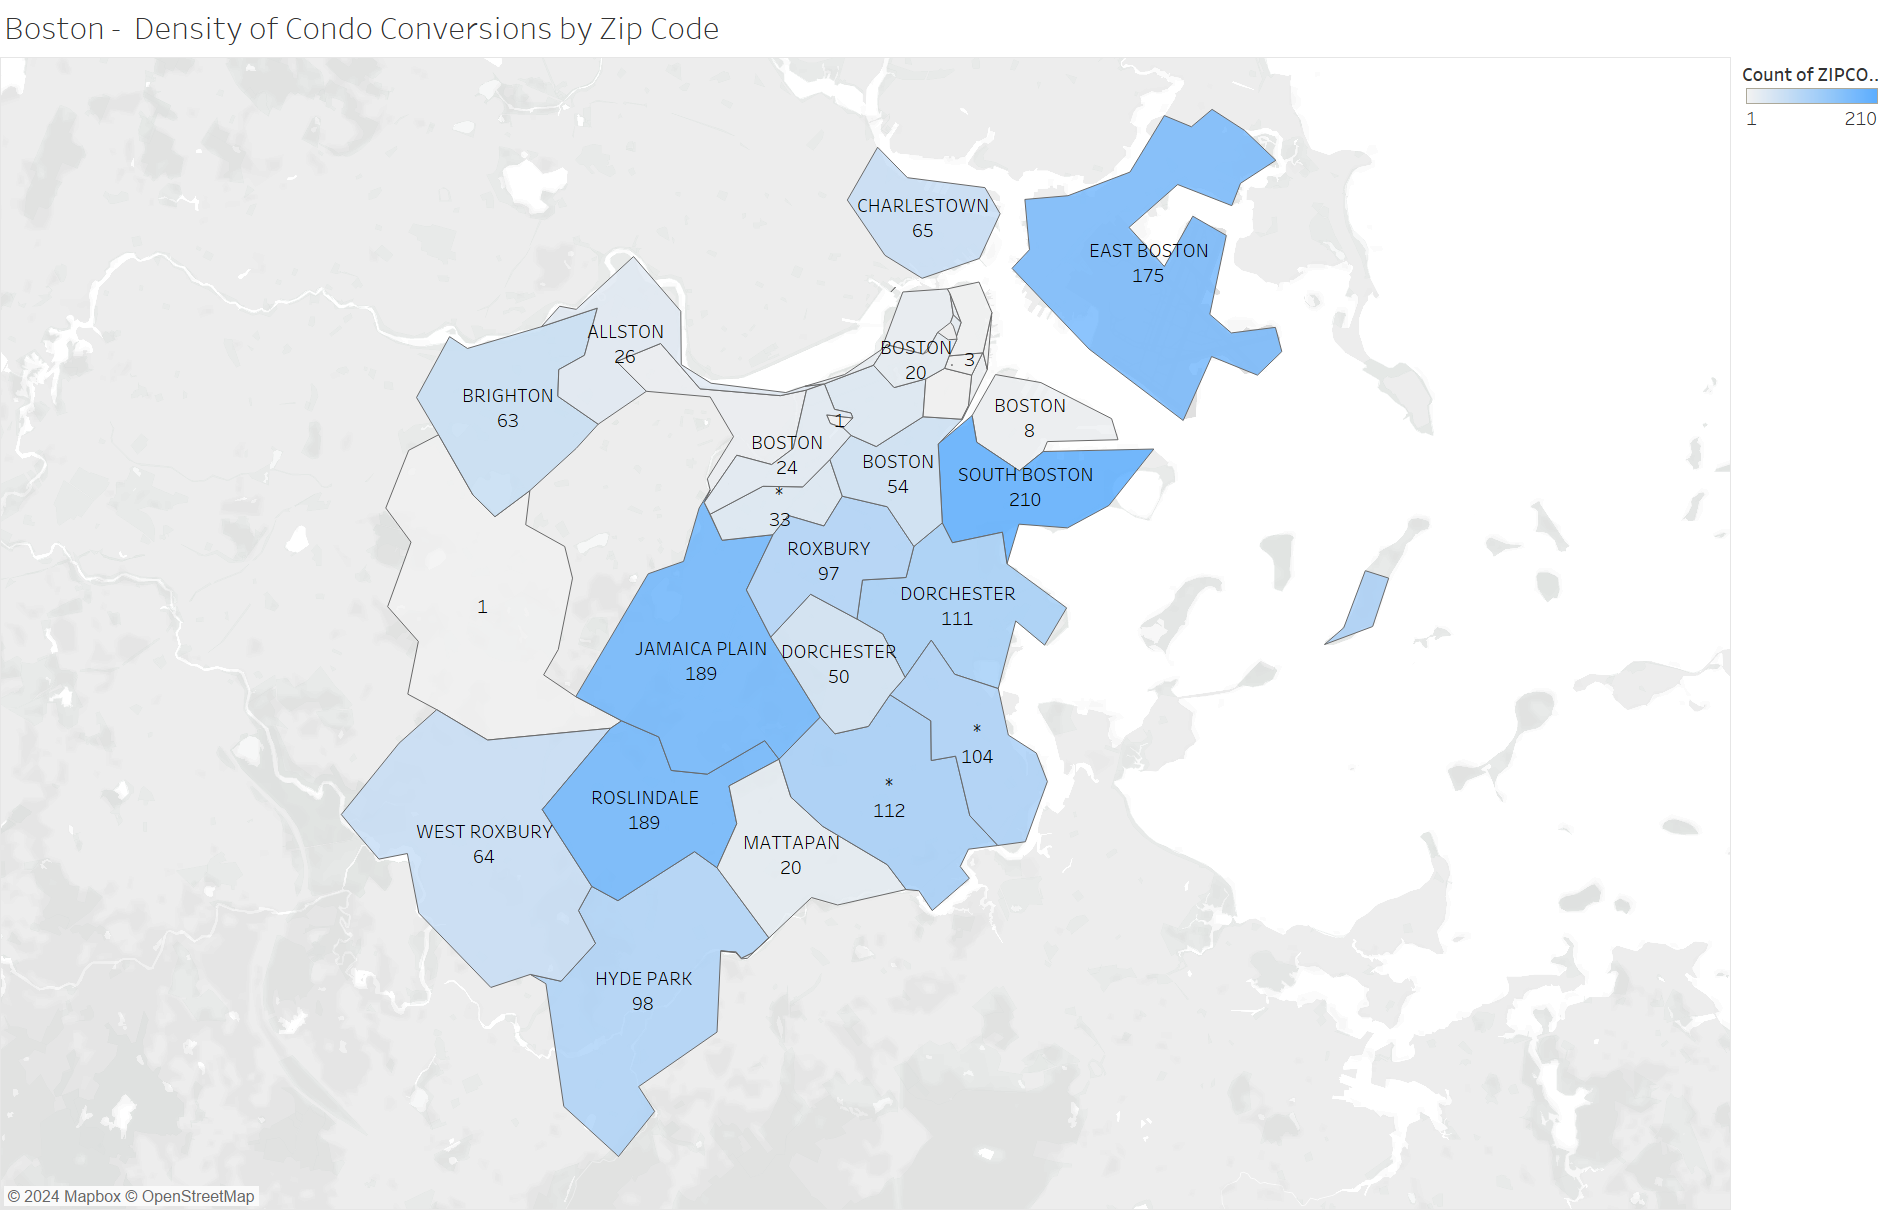 Boston - Density of Condo Conversions by Zip Code
Count of ZIPCO..
1
210
CHARLESTOWN
65
EAST BOSTON
175
ALLSTON
26
BOSTON
20
3
BRIGHTON
63
BOSTON
8
1
BOSTON
24
BOSTON
54
SOUTH BOSTON
210
*
33
ROXBURY
97
DORCHESTER
111
1
JAMAICA PLAIN
189
DORCHESTER
50
*
104
*
112
ROSLINDALE
189
WEST ROXBURY
64
MATTAPAN
20
HYDE PARK
98
© 2024 Mapbox © OpenStreetMap